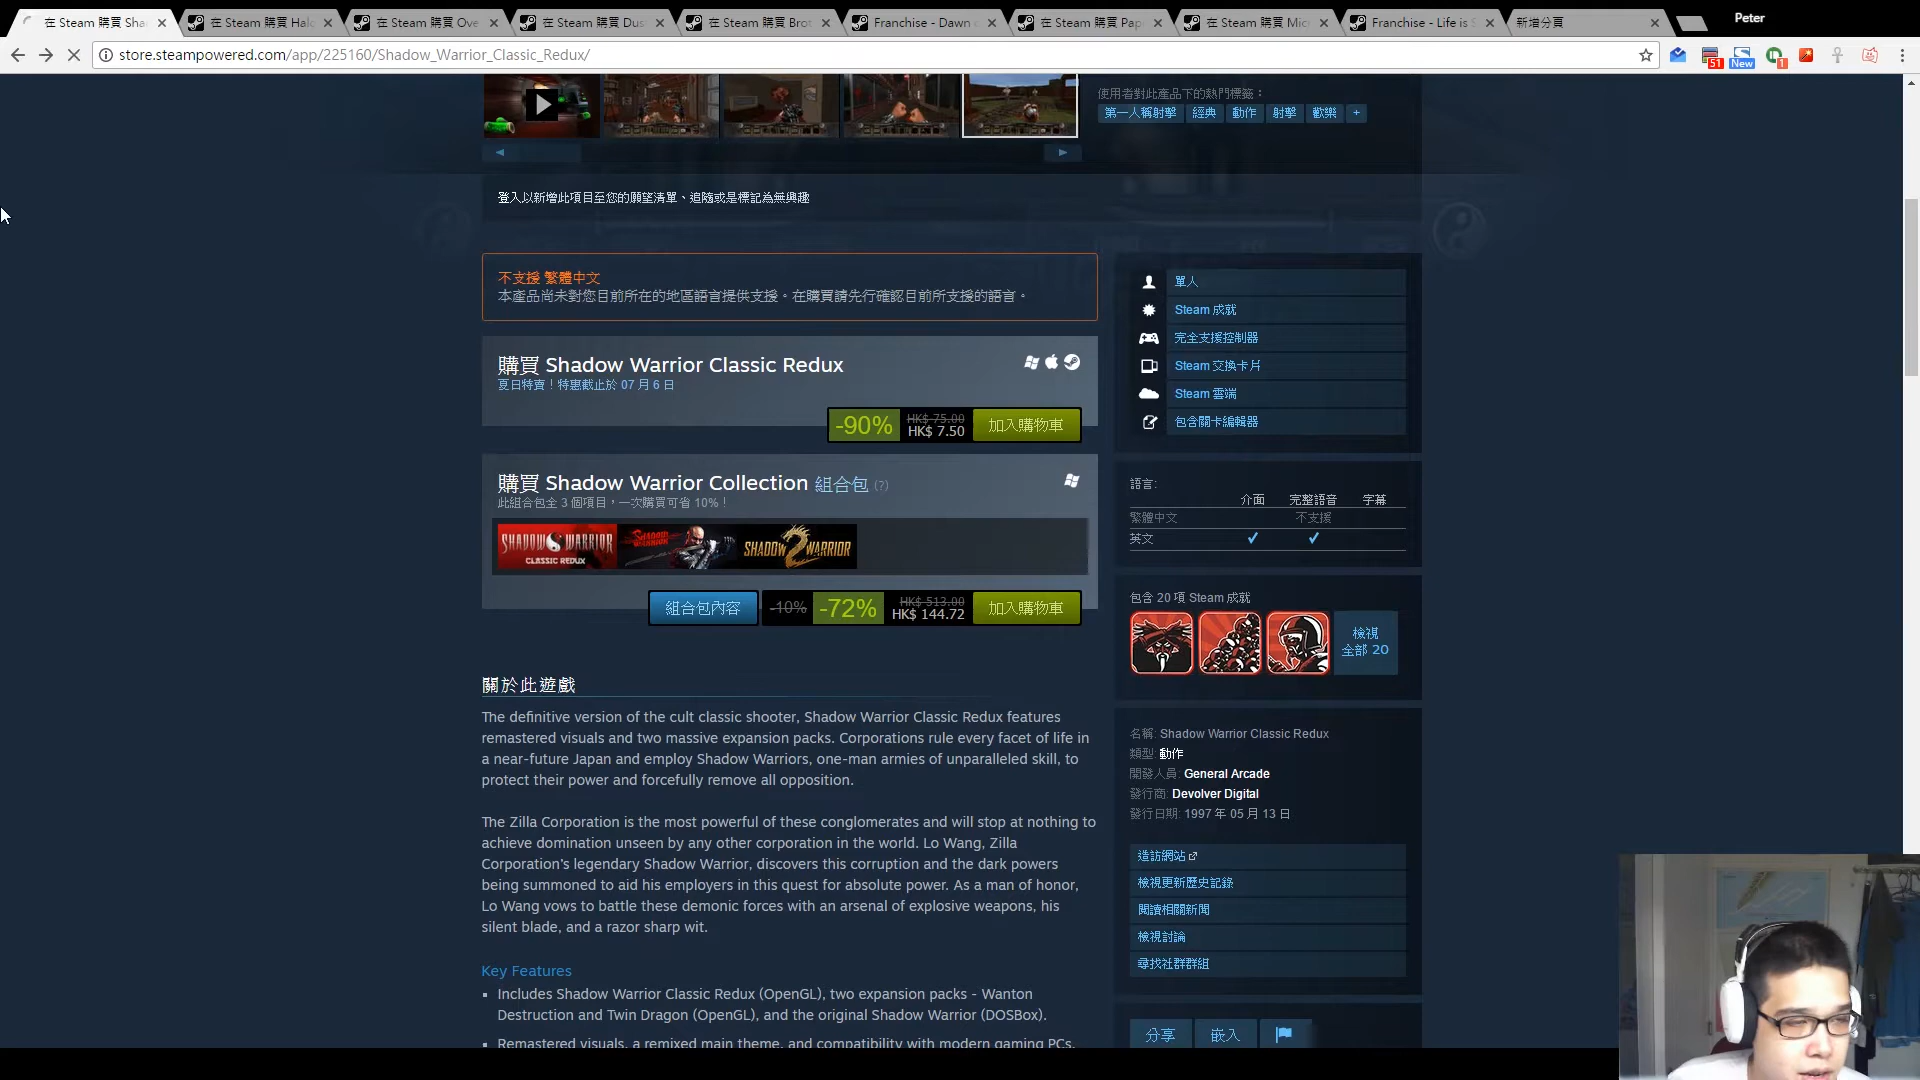 在 Steam 購買 Sha
在 Steam 購買 Halo
在 Steam 購買 Ove
在 Steam 購買 Dus
在 Steam 購買 Brot
Franchise - Dawn o
在 Steam 購買 Pap
在 Steam 購買 Mic
Franchise - Life is S
新增分頁
Peter
store.steampowered.com/app/225160/Shadow_Warrior_Classic_Redux/
51
New
1
使用者對此產品下的熱門標籤：
第一人稱射擊 經典 動作 射擊 歡樂 +
登入以新增此項目至您的願望清單、追隨或是標記為無興趣
不支援 繁體中文
本產品尚未對您目前所在的地區語言提供支援。在購買請先行確認目前所支援的語言。
購買 Shadow Warrior Classic Redux
夏日特賣！特惠截止於 07 月 6 日
-90% HK$ 75.00 HK$ 7.50 加入購物車
購買 Shadow Warrior Collection 組合包 (?)
此組合包全 3 個項目，一次購買可省 10%！
SHADOW WARRIOR
CLASSIC REDUX
SHADOW WARRIOR
SHADOW WARRIOR 2
組合包內容 -10% -72% HK$ 513.00 HK$ 144.72 加入購物車
關於此遊戲
The definitive version of the cult classic shooter, Shadow Warrior Classic Redux features
remastered visuals and two massive expansion packs. Corporations rule every facet of life in
a near-future Japan and employ Shadow Warriors, one-man armies of unparalleled skill, to
protect their power and forcefully remove all opposition.
The Zilla Corporation is the most powerful of these conglomerates and will stop at nothing to
achieve domination unseen by any other corporation in the world. Lo Wang, Zilla
Corporation's legendary Shadow Warrior, discovers this corruption and the dark powers
being summoned to aid his employers in this quest for absolute power. As a man of honor,
Lo Wang vows to battle these demonic forces with an arsenal of explosive weapons, his
silent blade, and a razor sharp wit.
Key Features
Includes Shadow Warrior Classic Redux (OpenGL), two expansion packs - Wanton
Destruction and Twin Dragon (OpenGL), and the original Shadow Warrior (DOSBox).
Remastered visuals, a remixed main theme, and compatibility with modern gaming PCs.
單人
Steam 成就
完全支援控制器
Steam 交換卡片
Steam 雲端
包含關卡編輯器
語言:
介面 完整語音 字幕
繁體中文 不支援
英文 ✔ ✔
包含 20 項 Steam 成就
檢視
全部 20
名稱: Shadow Warrior Classic Redux
類型: 動作
開發人員: General Arcade
發行商: Devolver Digital
發行日期: 1997 年 05 月 13 日
造訪網站
檢視更新歷史記錄
閱讀相關新聞
檢視討論
尋找社群群組
分享 嵌入